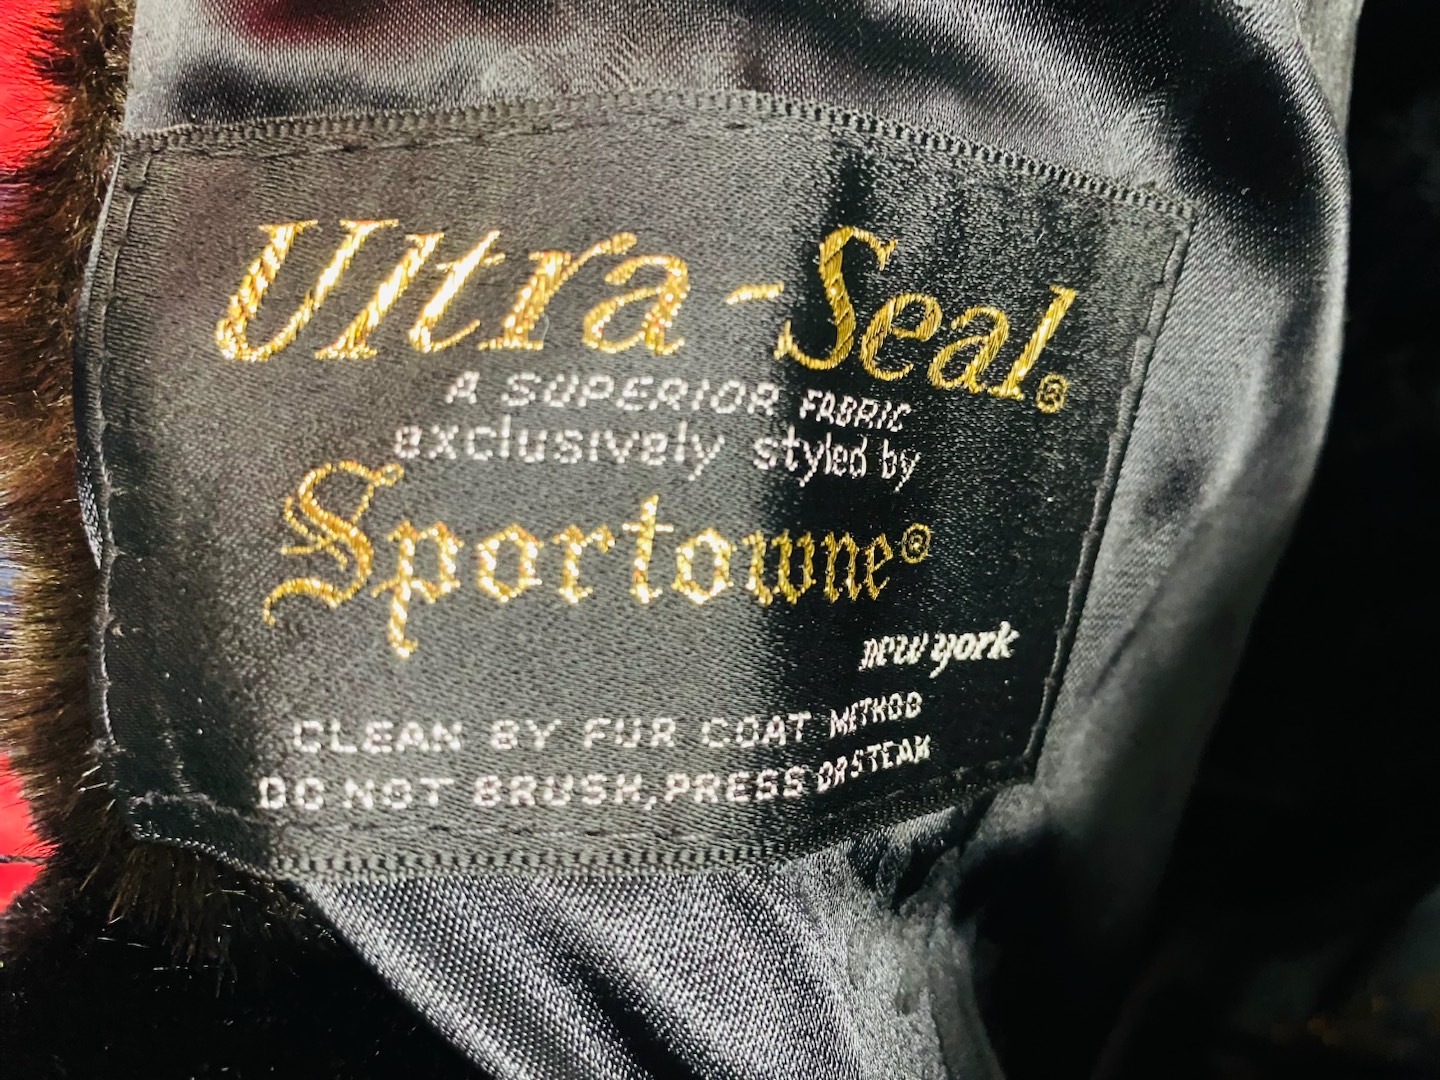 Ultra-Seal®
A SUPERIOR FABRIC
exclusively styled by
Sportowne®
new york
CLEAN BY FUR COAT METHOD
DO NOT BRUSH, PRESS OR STEAM